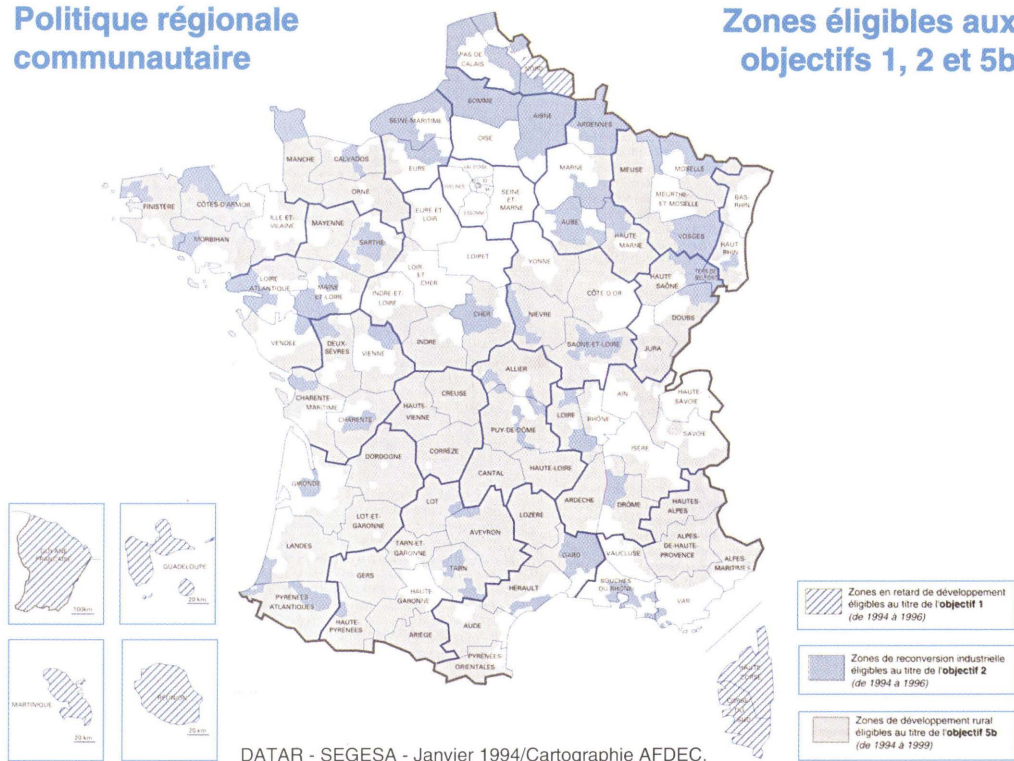 Politique régionale
communautaire
Zones éligibles aux
objectifs 1, 2 et 5b
PAS DE
CALAIS
NORD
SOMME
SEINE-MARITIME
AISNE
ARDENNES
OISE
MANCHE
CALVADOS
EURE
MARNE
MEUSE
MOSELLE
MEURTHE-
ET-MOSELLE
BAS-
RHIN
ORNE
SEINE
ET
MARNE
FINISTÈRE
CÔTES-D'ARMOR
ILLE-ET-
VILAINE
MAYENNE
EURE ET
LOIR
AUBE
HAUTE
MARNE
VOSGES
HAUT
RHIN
MORBIHAN
SARTHE
LOIRET
YONNE
LOIR
ET
CHER
HAUTE
SAÔNE
LOIRE
ATLANTIQUE
MAINE
ET-LOIRE
INDRE-ET-
LOIRE
CHER
NIÈVRE
CÔTE-D'OR
DOUBS
VENDÉE
DEUX-
SÈVRES
VIENNE
INDRE
SAÔNE-ET-LOIRE
JURA
ALLIER
CHARENTE-
MARITIME
CHARENTE
HAUTE-
VIENNE
CREUSE
PUY-DE-DÔME
LOIRE
RHÔNE
AIN
HAUTE-
SAVOIE
SAVOIE
ISÈRE
CORRÈZE
DORDOGNE
CANTAL
HAUTE-LOIRE
GIRONDE
LOT
ARDÈCHE
DRÔME
HAUTES-
ALPES
LOT-ET-
GARONNE
AVEYRON
LOZÈRE
LANDES
TARN-ET-
GARONNE
GARD
VAUCLUSE
ALPES-
DE-HAUTE-
PROVENCE
ALPES-
MARITIMES
GERS
TARN
HAUTE
GARONNE
HÉRAULT
BOUCHES
DU RHÔNE
VAR
PYRÉNÉES
ATLANTIQUES
HAUTE-
PYRÉNÉES
ARIÈGE
AUDE
PYRÉNÉES-
ORIENTALES
HAUTE
CORSE
CORSE
DU
SUD
GUYANE
FRANÇAISE
100km
GUADELOUPE
20 km
MARTINIQUE
20 km
RÉUNION
20 km
Zones en retard de développement
éligibles au titre de l'objectif 1
(de 1994 à 1996)
Zones de reconversion industrielle
éligibles au titre de l'objectif 2
(de 1994 à 1996)
Zones de développement rural
éligibles au titre de l'objectif 5b
(de 1994 à 1999)
DATAR - SEGESA - Janvier 1994/Cartographie AFDEC.